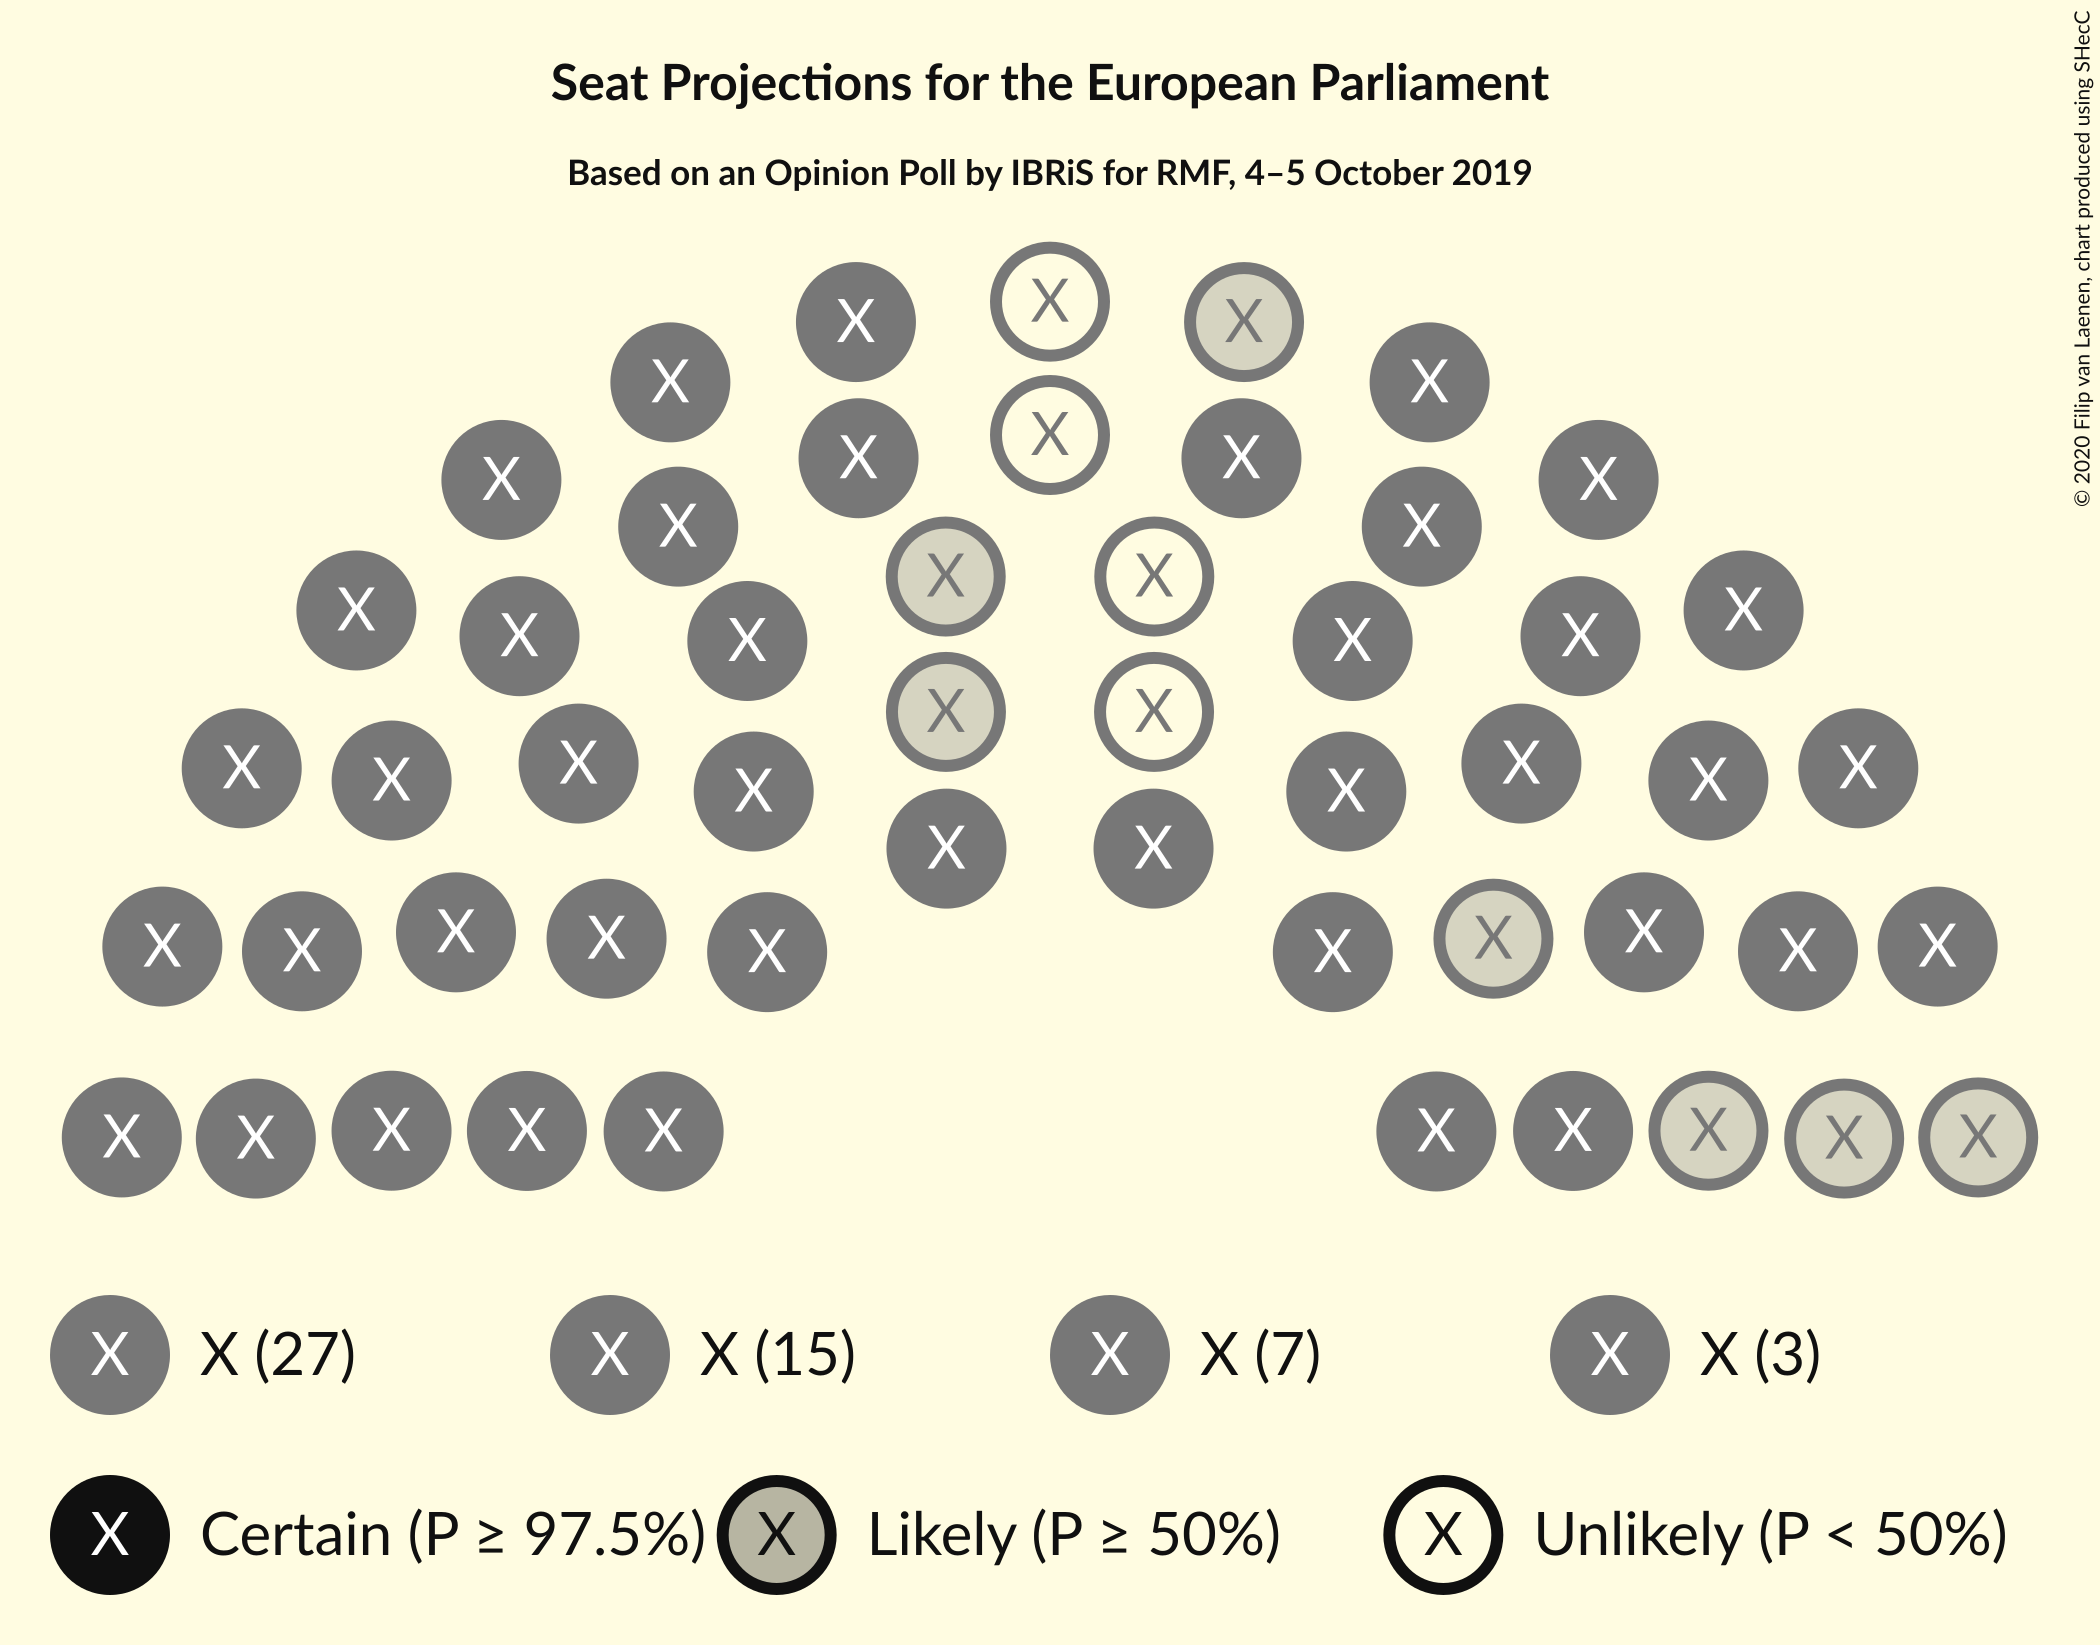 Seat Projections for the European Parliament
Based on an Opinion Poll by IBRiS for RMF, 4–5 October 2019
© 2020 Filip van Laenen, chart produced using SHecC
X
X X
X X
X
X X
X X
X X
X X
X X
X X X X
X X
X X X X
X X
X X
X X
X X X X
X X X X X X
X X X X
X X X X X X X X X X
X X (27) X X (15) X X (7) X X (3)
X Certain (P ≥ 97.5%) X Likely (P ≥ 50%) X Unlikely (P < 50%)